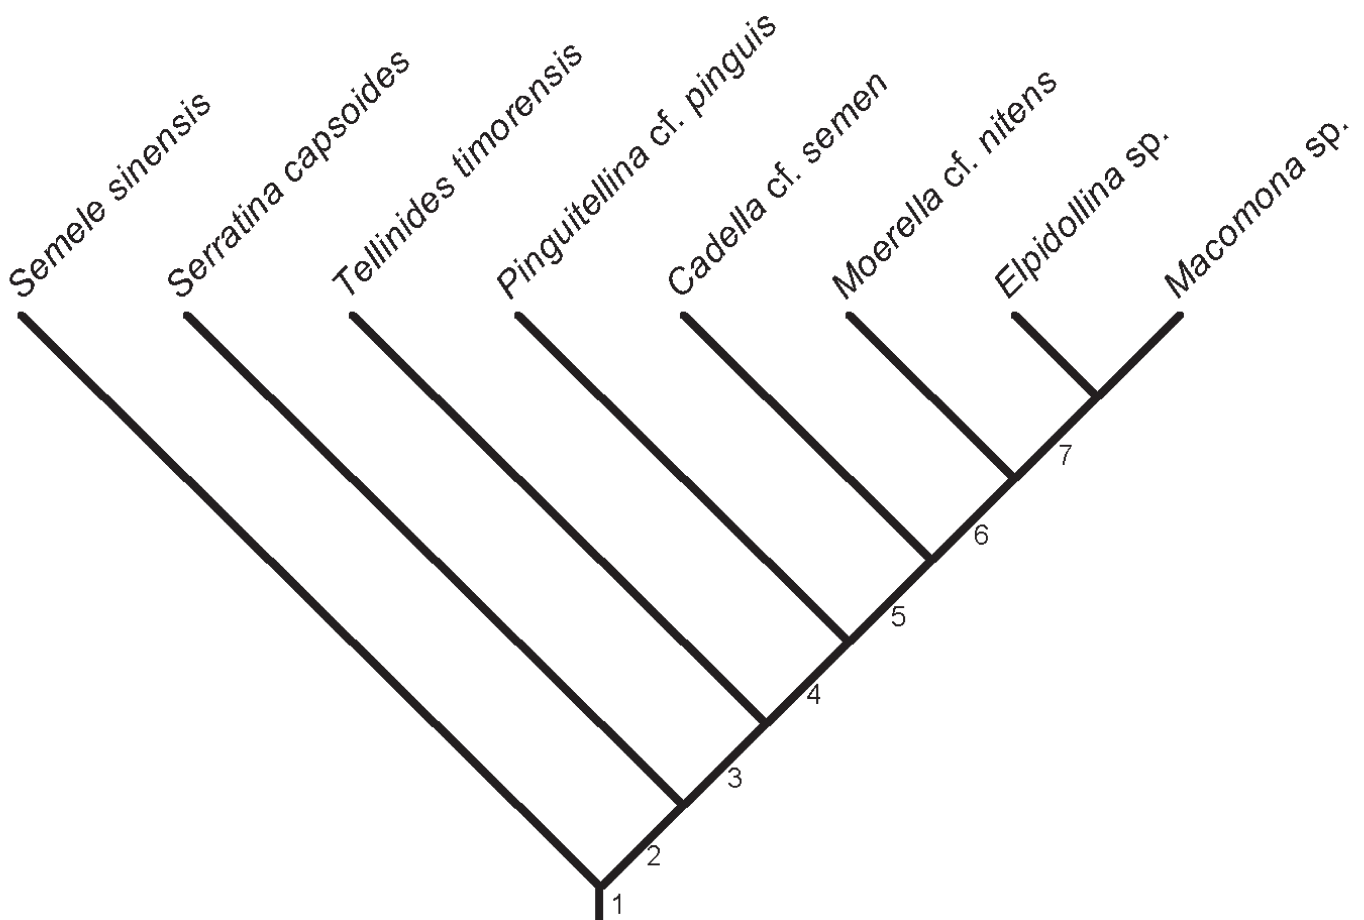 Semele sinensis
Serratina capsoides
Tellinides timorensis
Pinguitellina cf. pinguis
Cadella cf. semen
Moerella cf. nitens
Elpidollina sp.
Macomona sp.
7
6
5
4
3
2
1